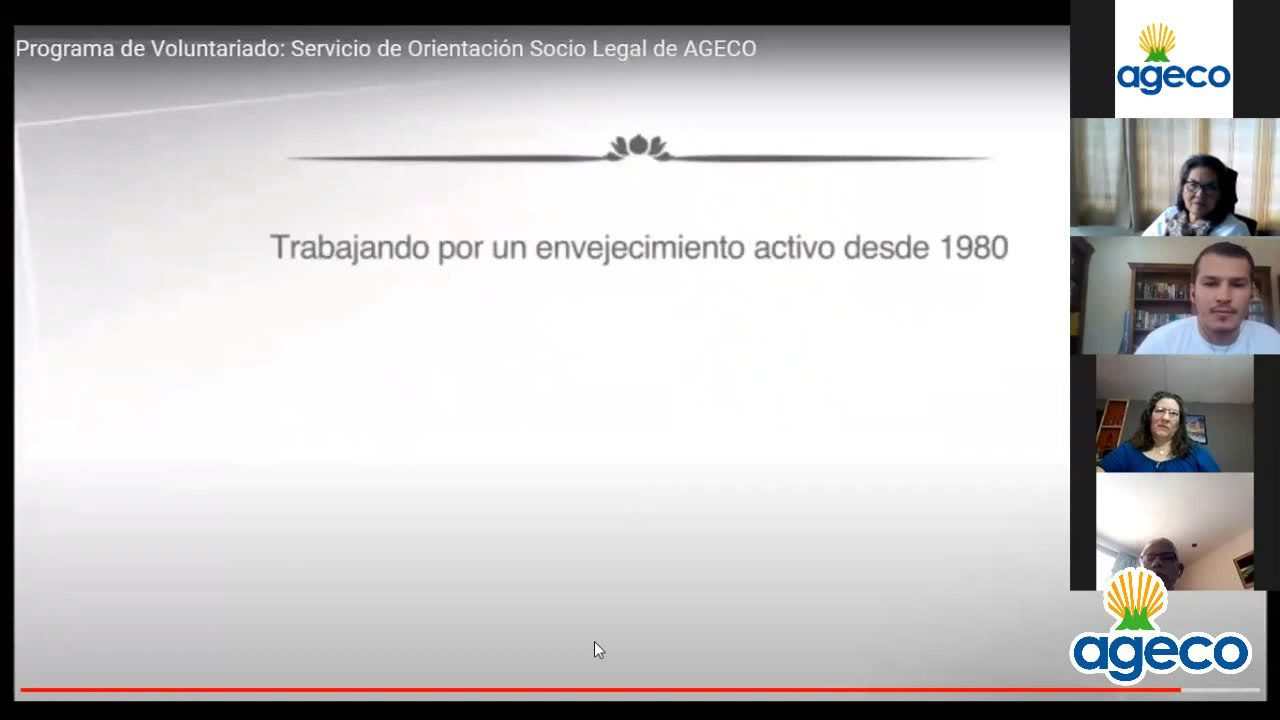 Programa de Voluntariado: Servicio de Orientación Socio Legal de AGECO
ageco
Trabajando por un envejecimiento activo desde 1980
ageco